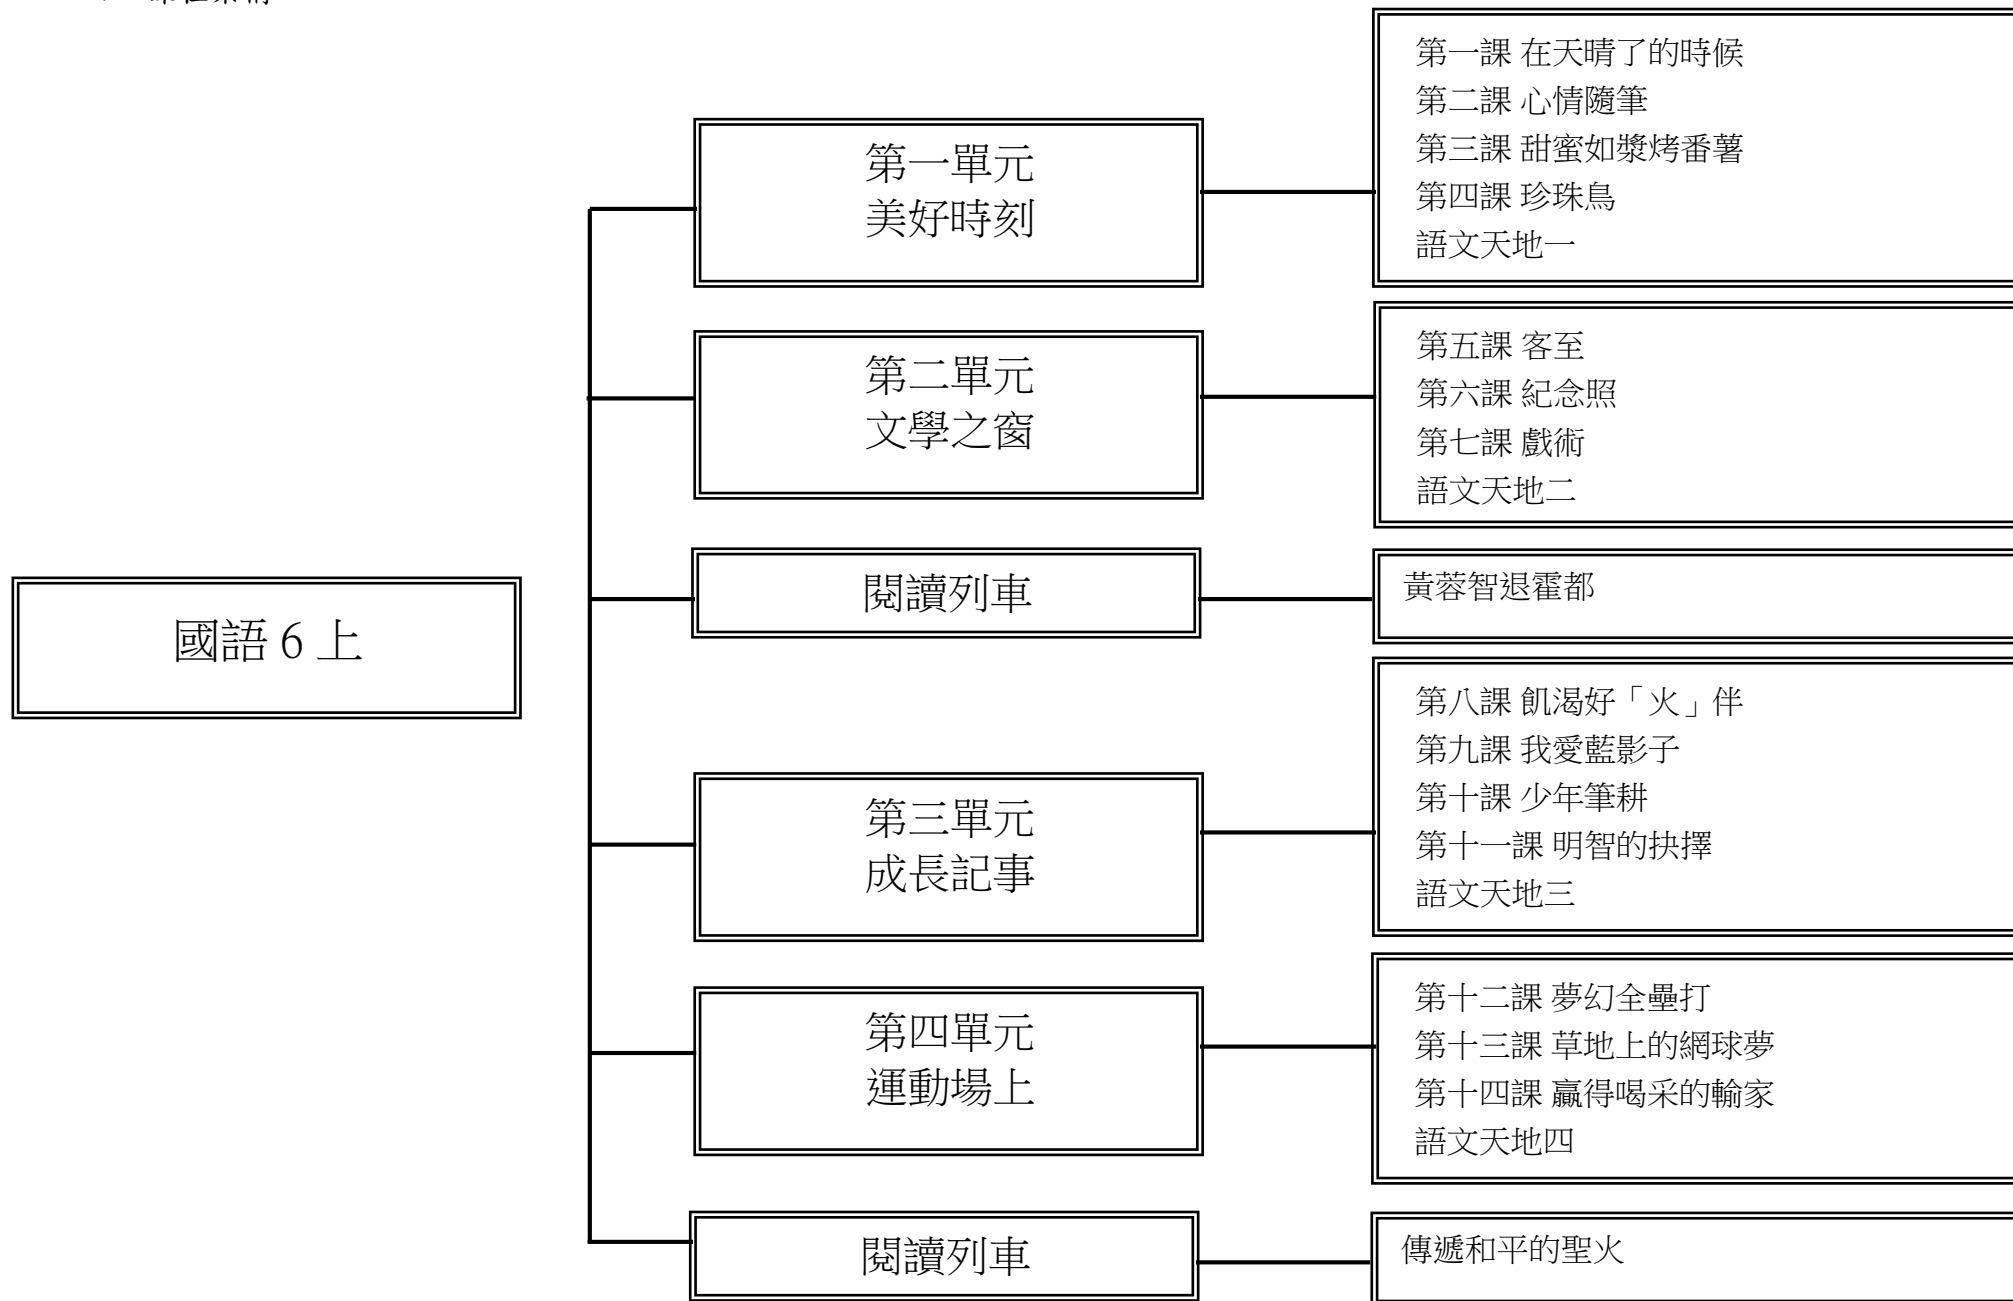 國語 6 上
第一單元
美好時刻
第一課 在天晴了的時候
第二課 心情隨筆
第三課 甜蜜如漿烤番薯
第四課 珍珠鳥
語文天地一
第二單元
文學之窗
第五課 客至
第六課 紀念照
第七課 戲術
語文天地二
閱讀列車
黃蓉智退霍都
第三單元
成長記事
第八課 飢渴好「火」伴
第九課 我愛藍影子
第十課 少年筆耕
第十一課 明智的抉擇
語文天地三
第四單元
運動場上
第十二課 夢幻全壘打
第十三課 草地上的網球夢
第十四課 贏得喝采的輸家
語文天地四
閱讀列車
傳遞和平的聖火